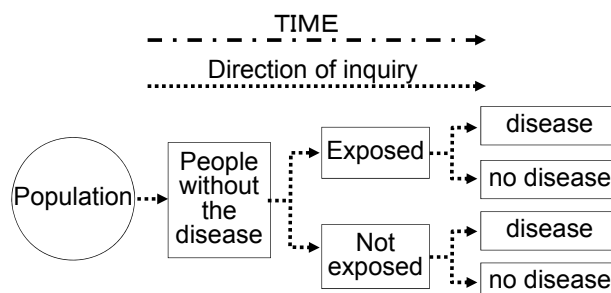 TIME
Direction of inquiry
Population
People
without
the
disease
Exposed
disease
no disease
Not
exposed
disease
no disease